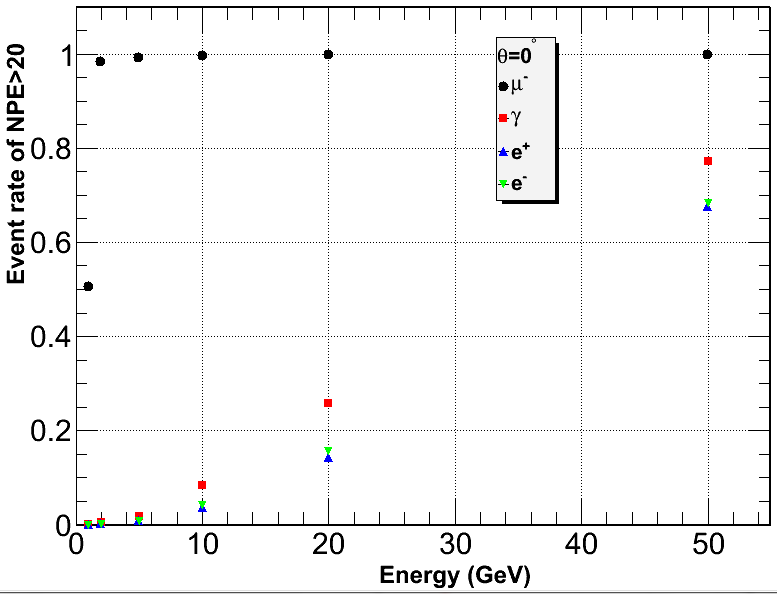 Event rate of NPE>20
1
0.8
0.6
0.4
0.2
0
0 10 20 30 40 50
Energy (GeV)
θ=0°
μ⁻
γ
e⁺
e⁻